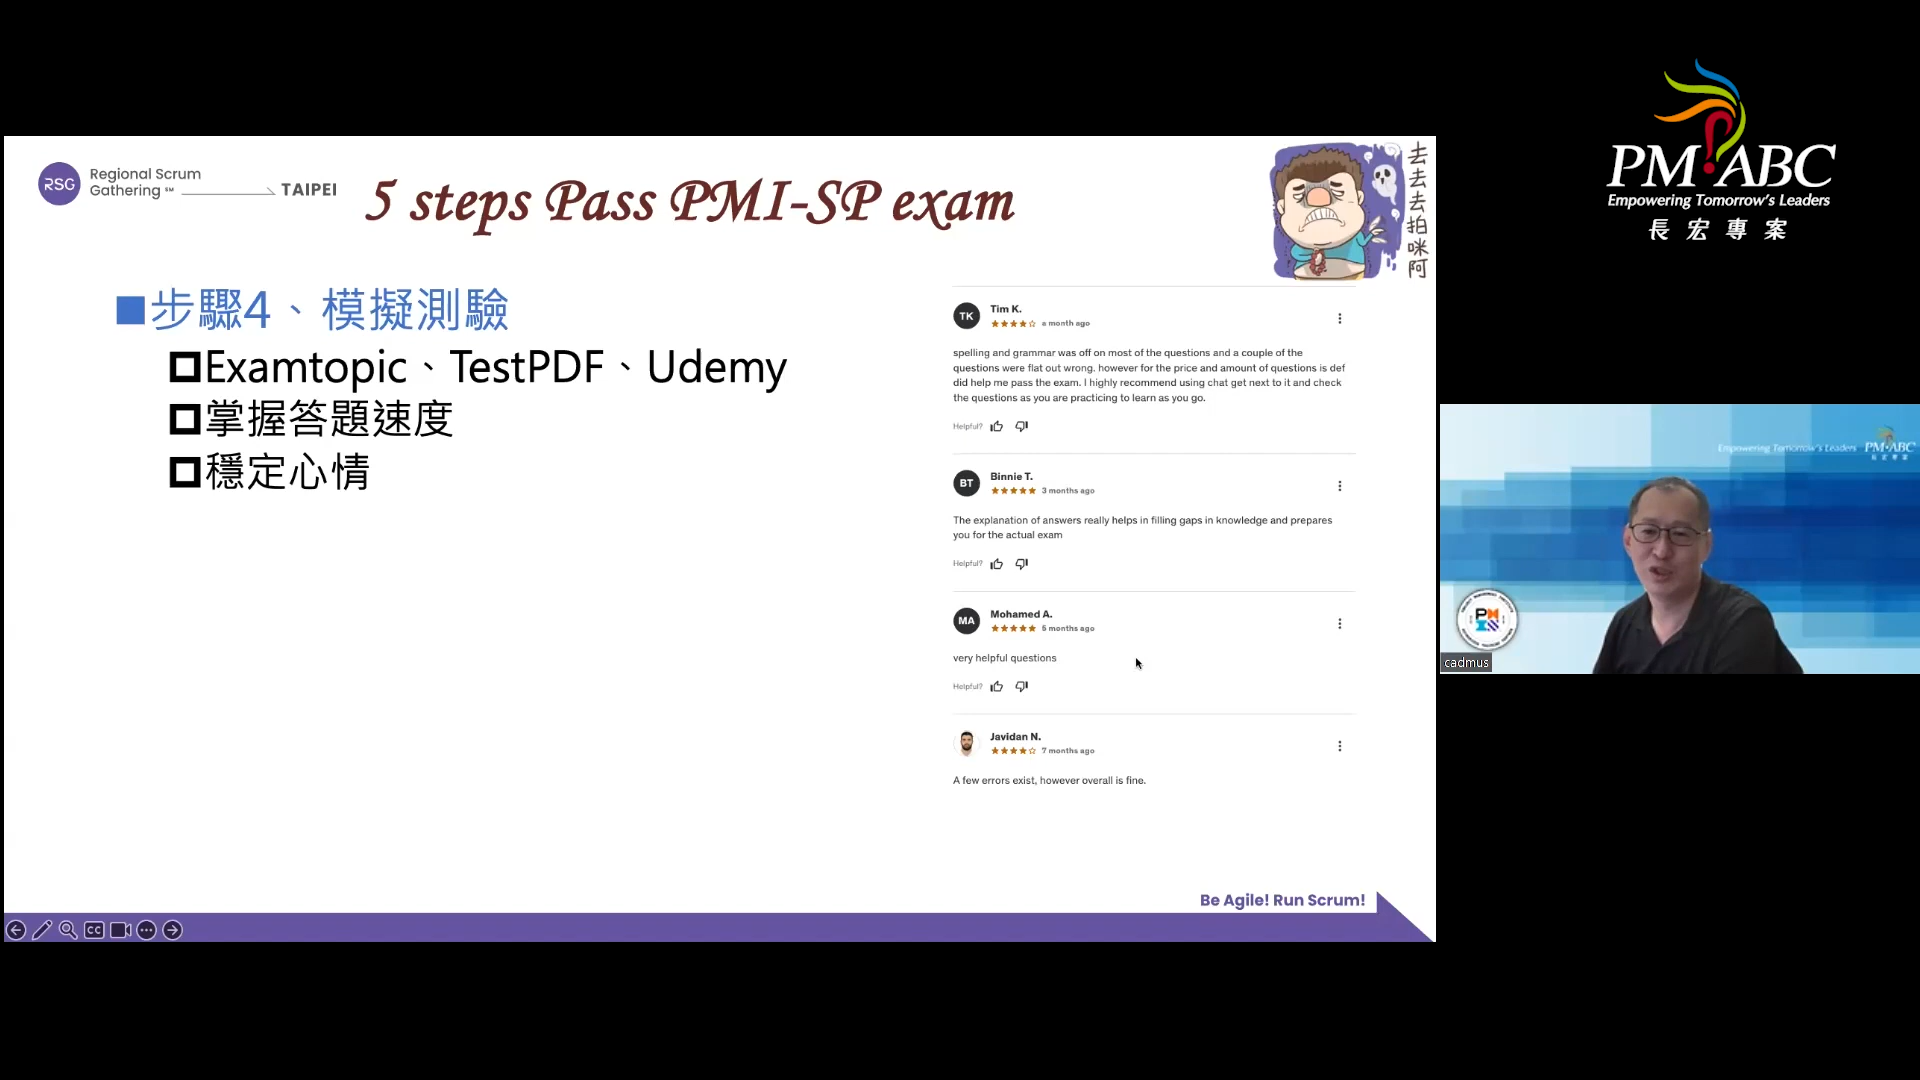 RSG
Regional Scrum
Gathering℠
TAIPEI
5 steps Pass PMI-SP exam
去去去拍咪阿
步驟4、模擬測驗
Examtopic、TestPDF、Udemy
掌握答題速度
穩定心情
TK
Tim K.
a month ago
spelling and grammar was off on most of the questions and a couple of the
questions were flat out wrong. however for the price and amount of questions is def
did help me pass the exam. I highly recommend using chat get next to it and check
the questions as you are practicing to learn as you go.
Helpful?
BT
Binnie T.
3 months ago
The explanation of answers really helps in filling gaps in knowledge and prepares
you for the actual exam
Helpful?
MA
Mohamed A.
5 months ago
very helpful questions
Helpful?
Javidan N.
7 months ago
A few errors exist, however overall is fine.
Be Agile! Run Scrum!
CC
PM ABC
Empowering Tomorrow's Leaders
長宏專案
Empowering Tomorrow's Leaders PM ABC
長宏專案
PMI
cadmus